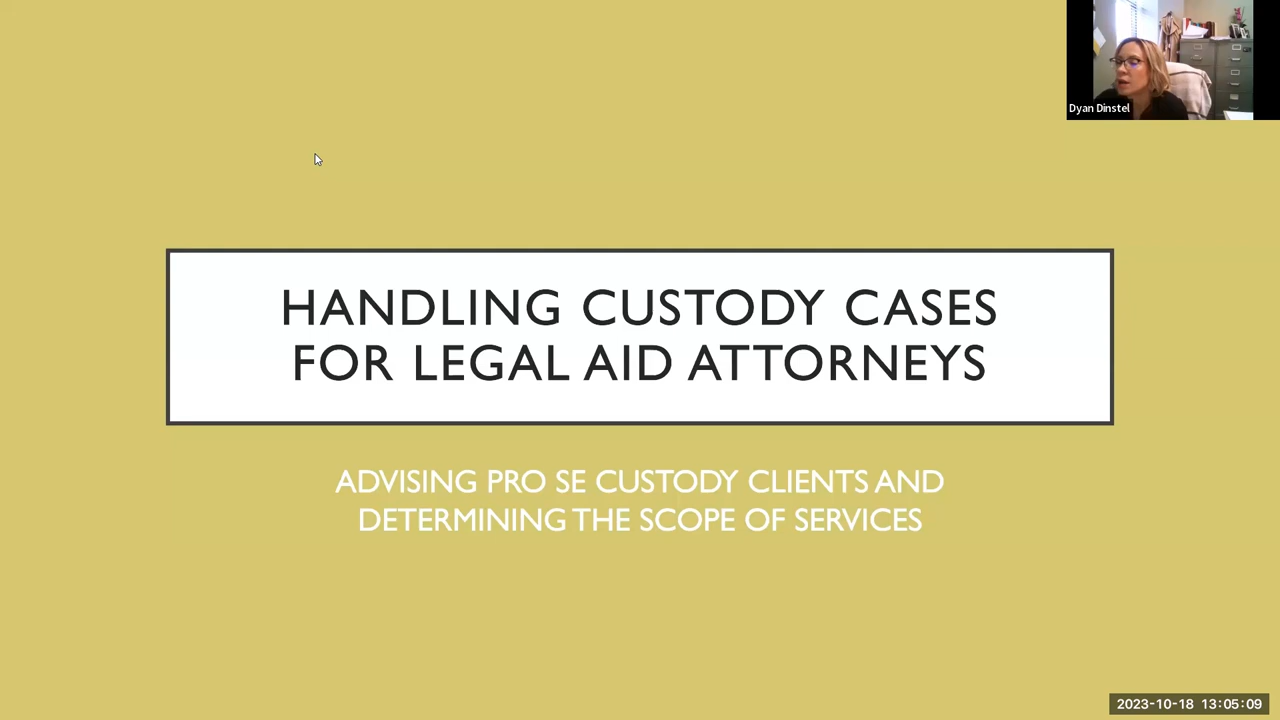 Dyan Dinstel
HANDLING CUSTODY CASES
FOR LEGAL AID ATTORNEYS
ADVISING PRO SE CUSTODY CLIENTS AND
DETERMINING THE SCOPE OF SERVICES
2023-10-18 13:05:09